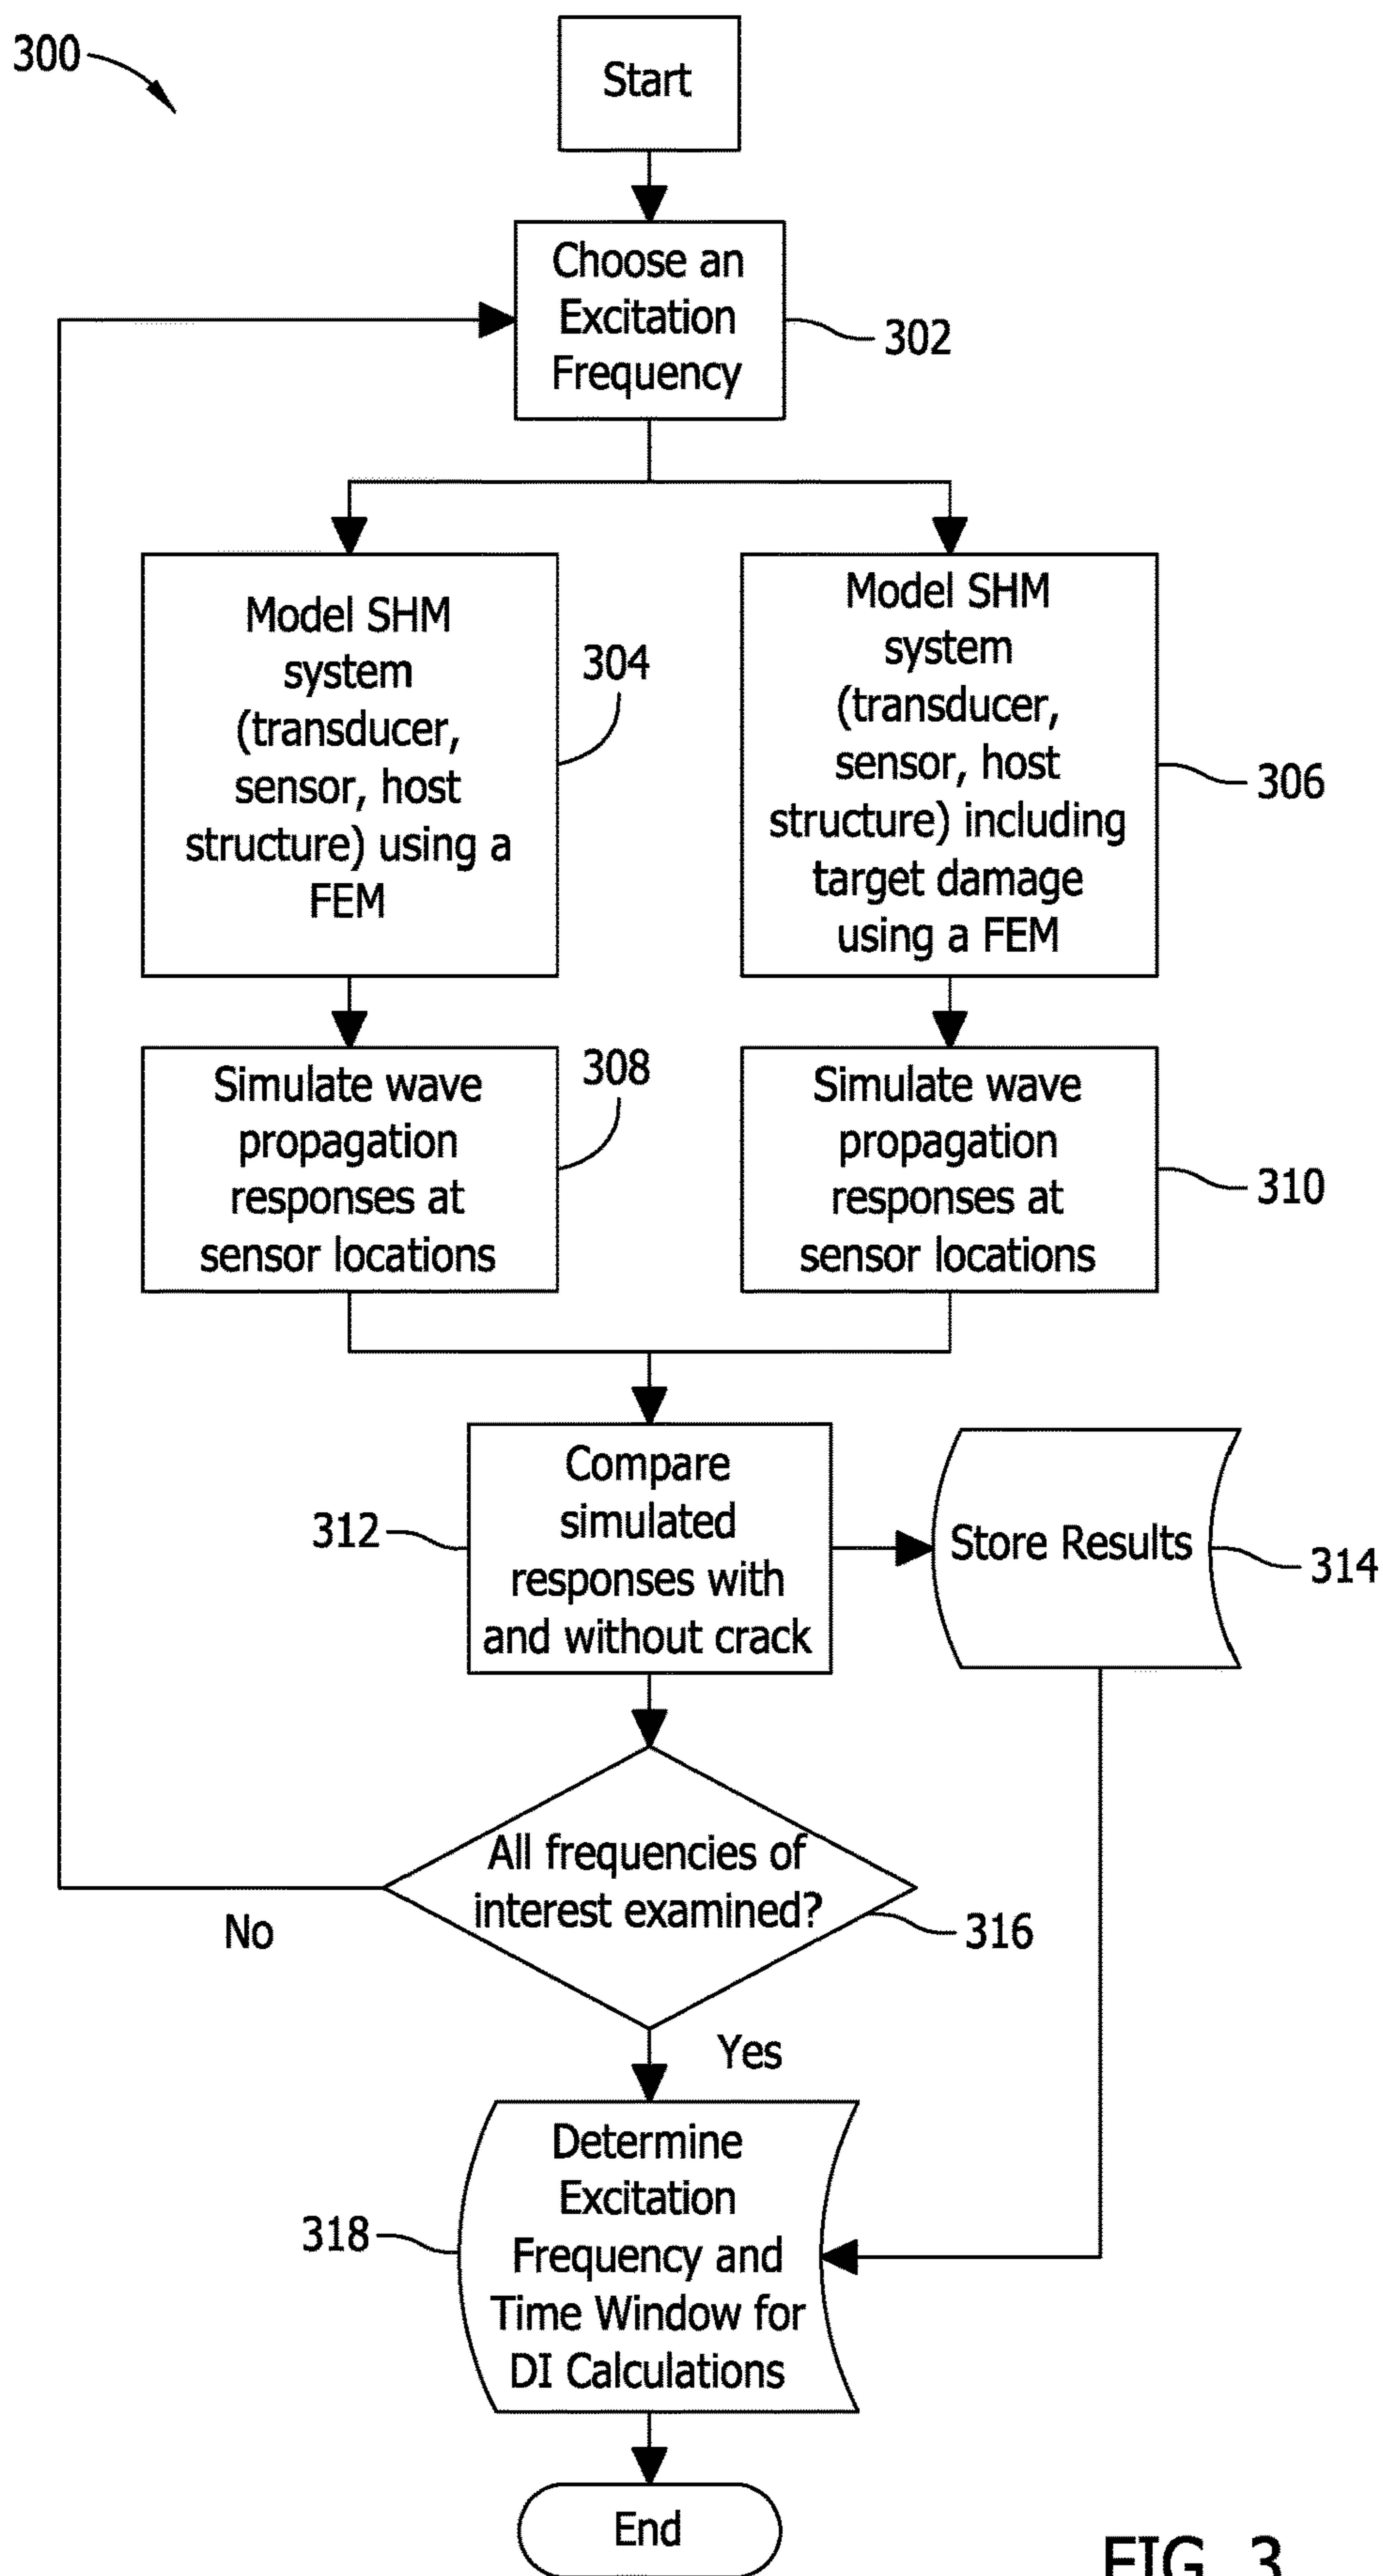 300
Start
Choose an
Excitation
Frequency
302
Model SHM
system
(transducer,
sensor, host
structure) using a
FEM
304
Model SHM
system
(transducer,
sensor, host
structure) including
target damage
using a FEM
306
Simulate wave
propagation
responses at
sensor locations
308
Simulate wave
propagation
responses at
sensor locations
310
Compare
simulated
responses with
and without crack
312
Store Results
314
All frequencies of
interest examined?
316
No
Yes
Determine
Excitation
Frequency and
Time Window for
DI Calculations
318
End
FIG. 3